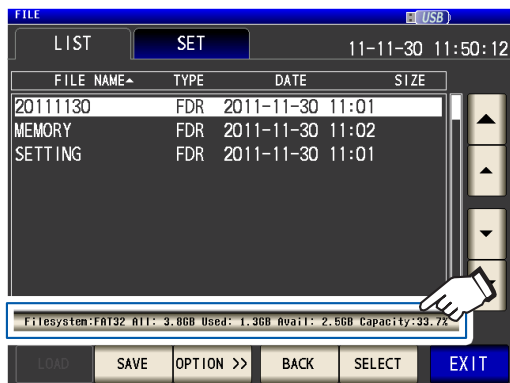 FILE USB
LIST SET 11-11-30 11:50:12
FILE NAME▲ TYPE DATE SIZE
20111130 FDR 2011-11-30 11:01
MEMORY FDR 2011-11-30 11:02
SETTING FDR 2011-11-30 11:01
Filesystem:FAT32 All: 3.8GB Used: 1.3GB Avail: 2.5GB Capacity:33.7%
LOAD SAVE OPTION >> BACK SELECT EXIT